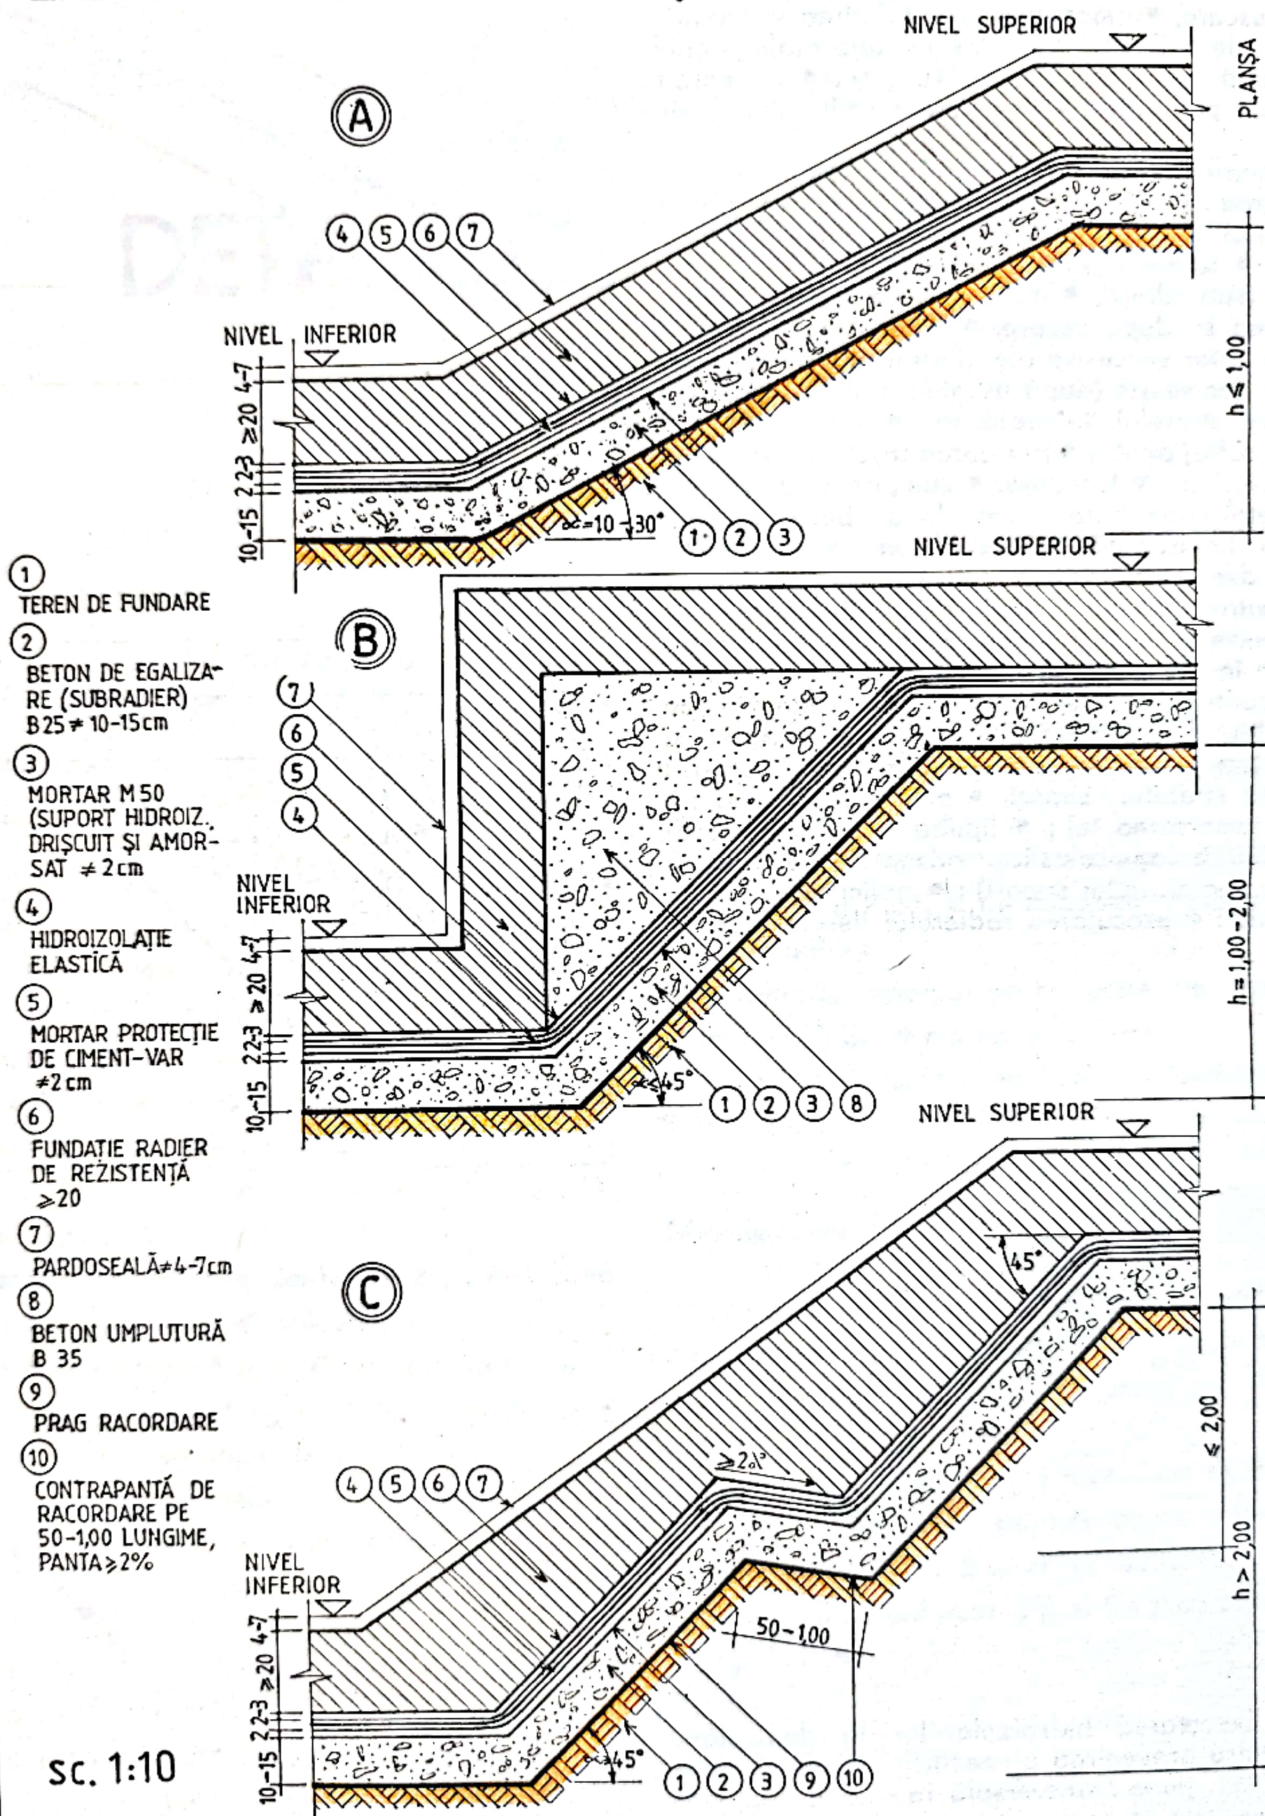 NIVEL SUPERIOR
PLANȘA
A
4 5 6 7
NIVEL INFERIOR
4-7
≥20
2-3
2
10-15
α=10-30°
1 2 3
h≤1,00
NIVEL SUPERIOR
B
7
6
5
4
NIVEL
INFERIOR
4-7
≥20
2-3
2
10-15
α≤45°
1 2 3 8
h=1,00-2,00
NIVEL SUPERIOR
C
45°
4 5 6 7
NIVEL
INFERIOR
4-7
≥20
2-3
2
10-15
50-1,00
45°
1 2 3 9 10
≤2,00
h>2,00
1
TEREN DE FUNDARE
2
BETON DE EGALIZA-
RE (SUBRADIER)
B25 ≠ 10-15cm
3
MORTAR M50
(SUPORT HIDROIZ.
DRIȘCUIT ȘI AMOR-
SAT ≠ 2cm
4
HIDROIZOLAȚIE
ELASTICĂ
5
MORTAR PROTECȚIE
DE CIMENT-VAR
≠2cm
6
FUNDAȚIE RADIER
DE REZISTENȚĂ
≥20
7
PARDOSEALĂ≠4-7cm
8
BETON UMPLUTURĂ
B 35
9
PRAG RACORDARE
10
CONTRAPANTĂ DE
RACORDARE PE
50-1,00 LUNGIME,
PANTA≥2%
SC. 1:10